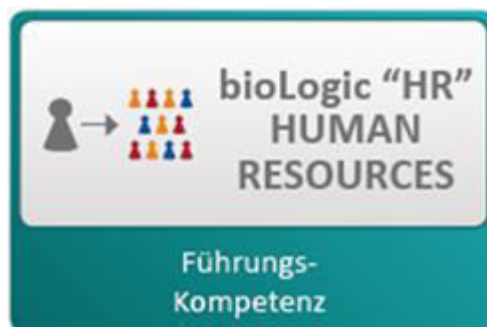 bioLogic “HR”
HUMAN
RESOURCES
Führungs-
Kompetenz